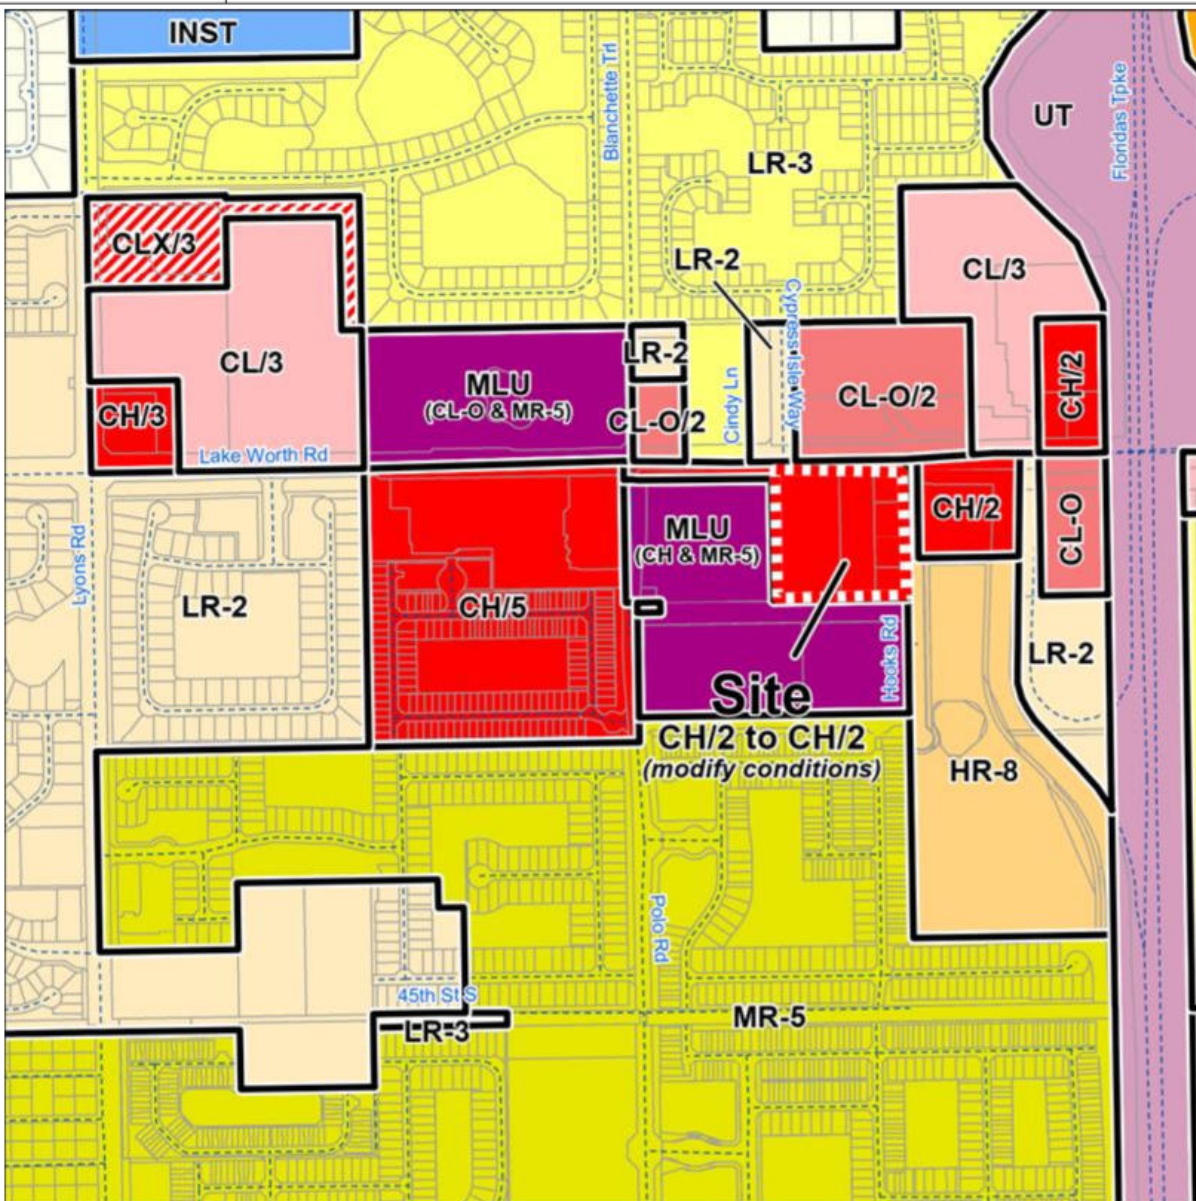 INST
Blanchette Trl
Floridas Tpke
UT
LR-3
CLX/3
LR-2
CL/3
Cypress Isle Way
CL/3
LR-2
MLU
(CL-O & MR-5)
CH/2
Cindy Ln
CL-O/2
CH/3
CL-O/2
Lake Worth Rd
MLU
(CH & MR-5)
CH/2
CL-O
Lyons Rd
LR-2
CH/5
Hooks Rd
LR-2
Site
CH/2 to CH/2
(modify conditions)
HR-8
Polo Rd
45th St S
LR-3
MR-5